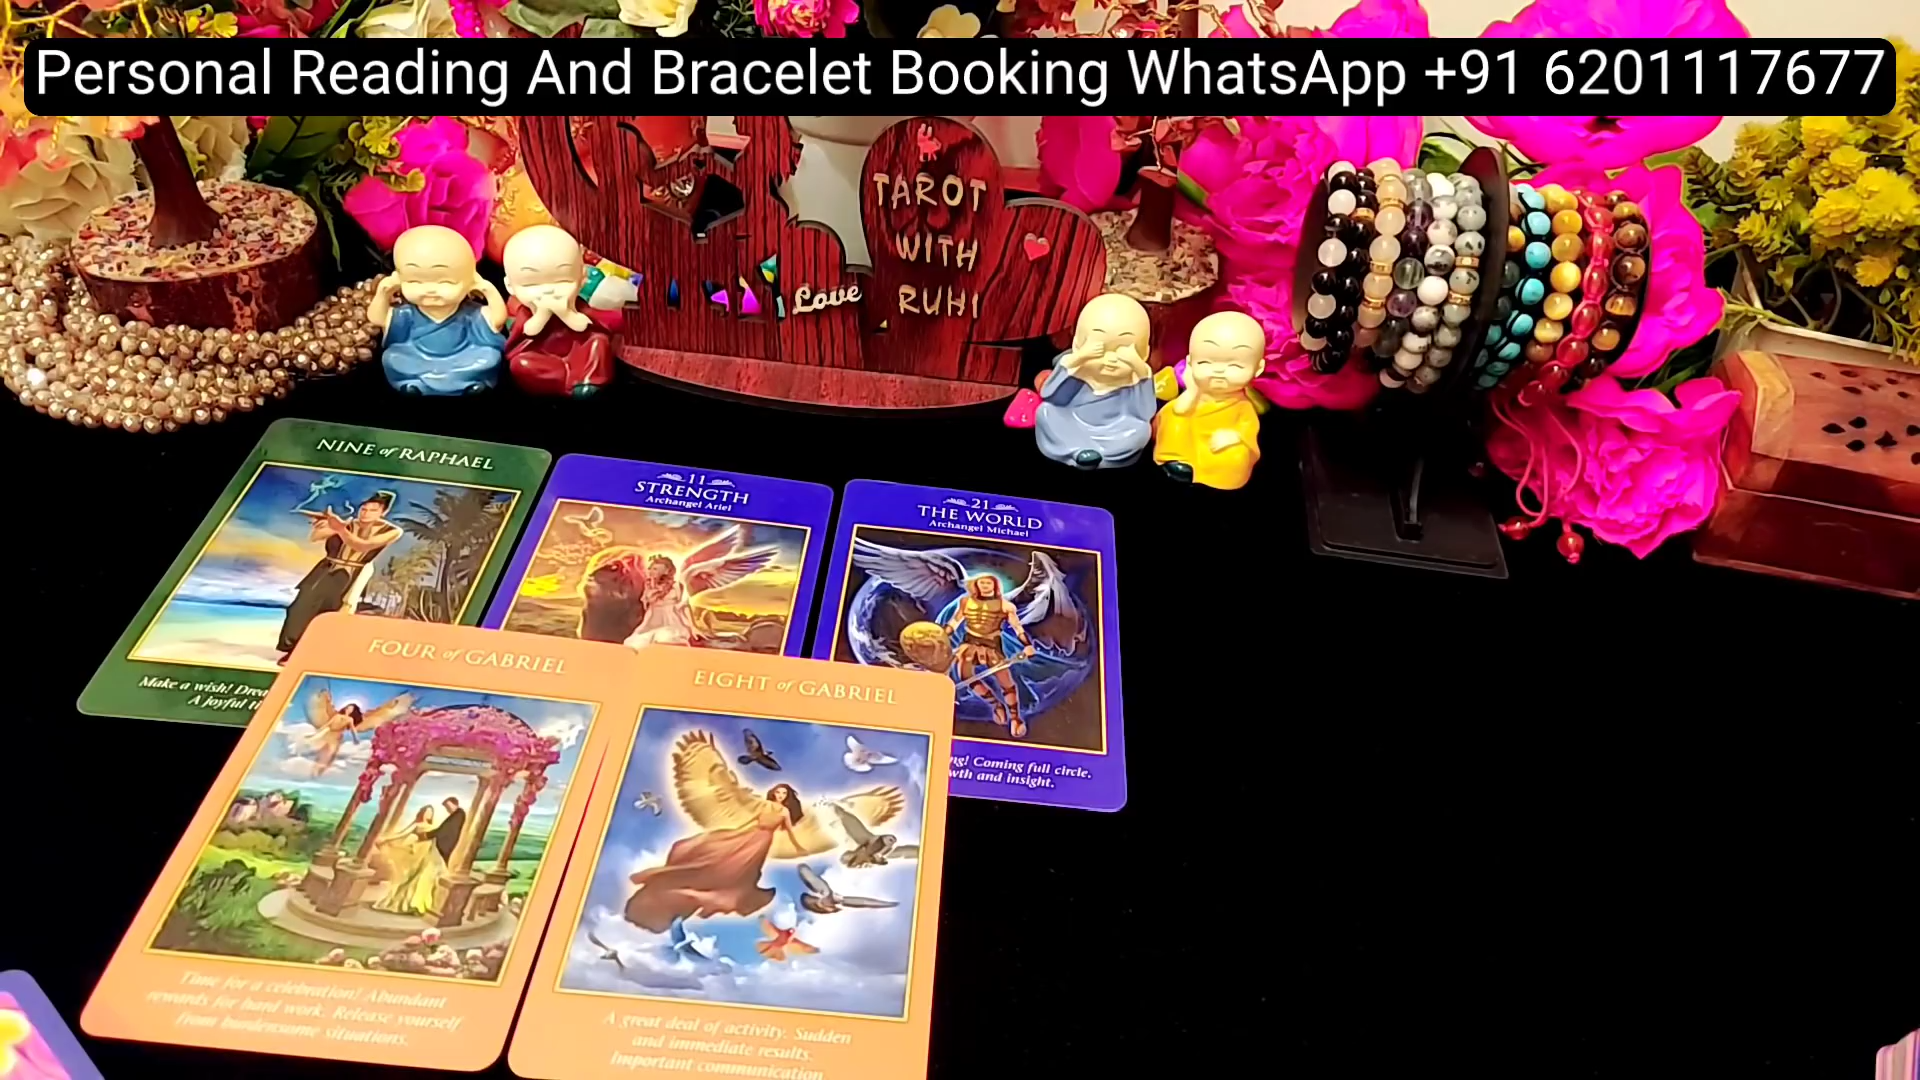 Personal Reading And Bracelet Booking WhatsApp +91 6201117677
TAROT
WITH
RUHI
Love
NINE of RAPHAEL
Make a wish!
A joyful
11
STRENGTH
Archangel Ariel
21
THE WORLD
Archangel Michael
Coming full circle.
and insight.
FOUR of GABRIEL
Time for a celebration! Abundant
rewards for hard work. Release yourself
from burdensome situations.
EIGHT of GABRIEL
A great deal of activity. Sudden
and immediate results.
Important communication.